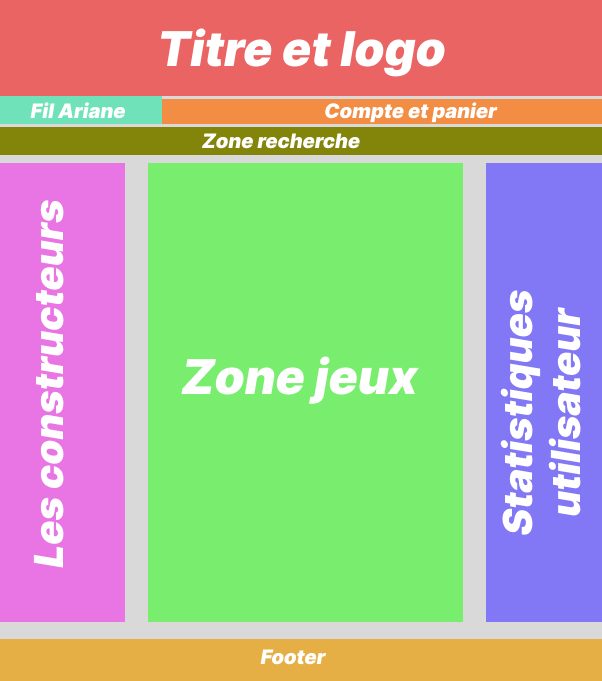 Titre et logo
Fil Ariane
Compte et panier
Zone recherche
Les constructeurs
Zone jeux
Statistiques
utilisateur
Footer